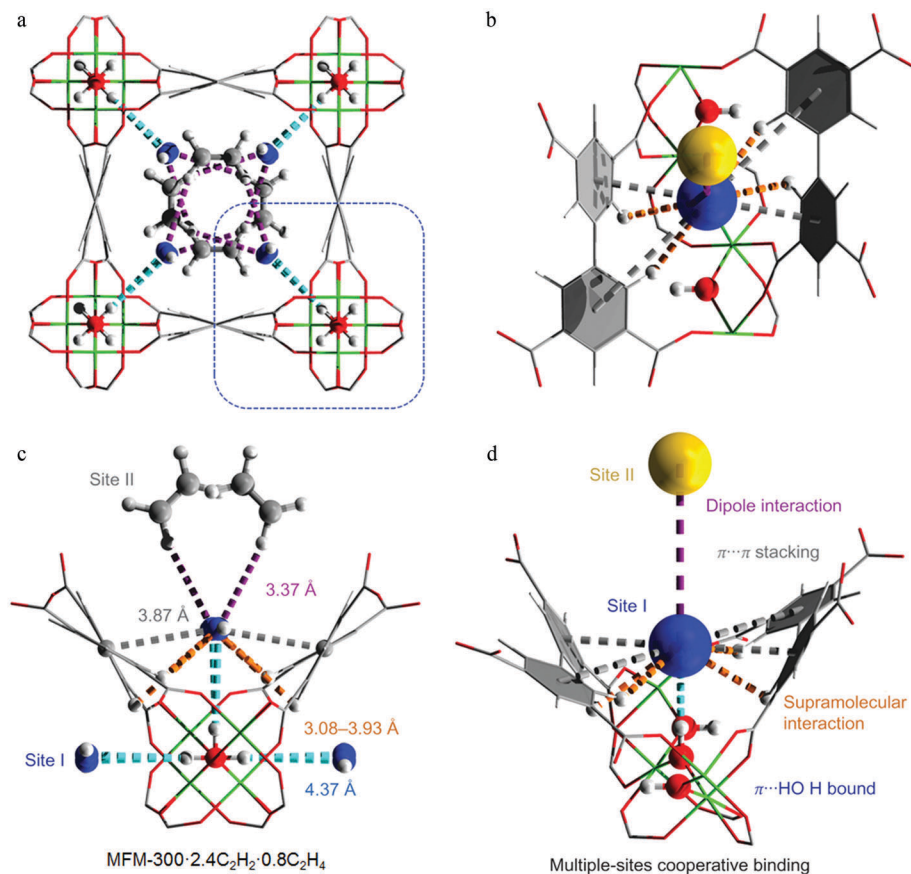 a
b
c
Site II
3.37 Å
3.87 Å
3.08–3.93 Å
Site I
4.37 Å
MFM-300·2.4C₂H₂·0.8C₂H₄
d
Site II
Dipole interaction
π···π stacking
Site I
Supramolecular
interaction
π···HO H bound
Multiple-sites cooperative binding